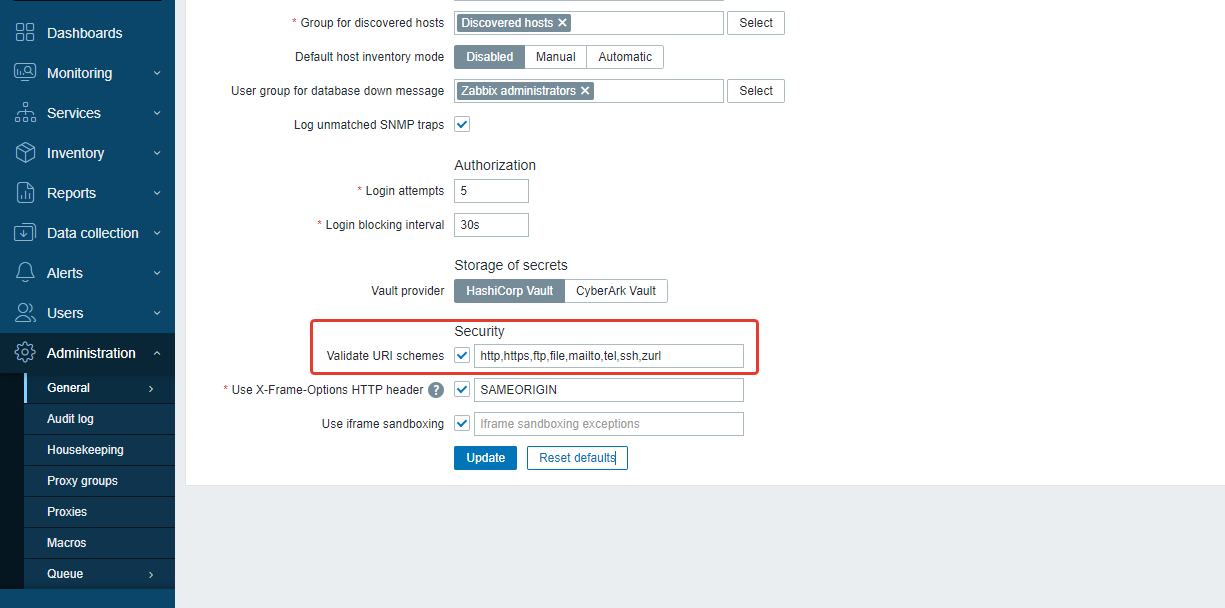 Dashboards
Monitoring
Services
Inventory
Reports
Data collection
Alerts
Users
Administration
General
Audit log
Housekeeping
Proxy groups
Proxies
Macros
Queue
* Group for discovered hosts Discovered hosts Select
Default host inventory mode Disabled Manual Automatic
User group for database down message Zabbix administrators Select
Log unmatched SNMP traps
Authorization
* Login attempts 5
* Login blocking interval 30s
Storage of secrets
Vault provider HashiCorp Vault CyberArk Vault
Security
Validate URI schemes http,https,ftp,file,mailto,tel,ssh,zurl
* Use X-Frame-Options HTTP header ? SAMEORIGIN
Use iframe sandboxing Iframe sandboxing exceptions
Update Reset defaults